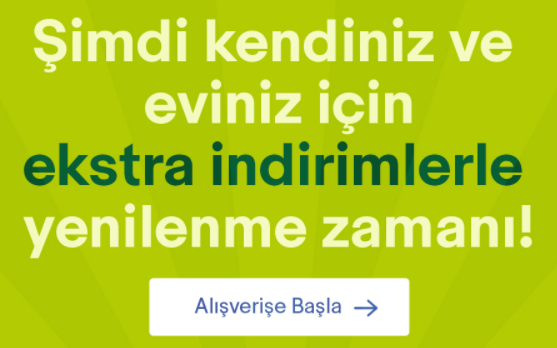 Şimdi kendiniz ve
eviniz için
ekstra indirimlerle
yenilenme zamanı!
Alışverişe Başla →